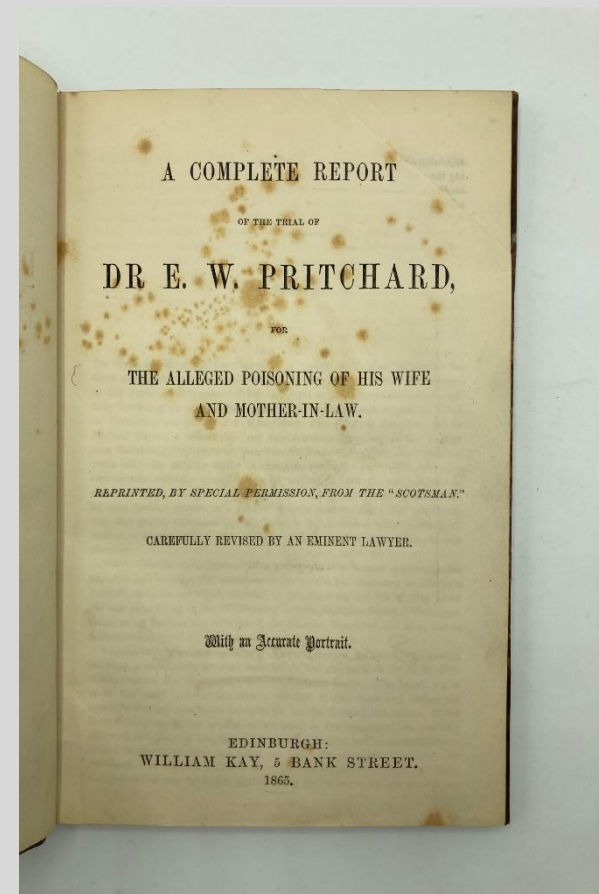 A COMPLETE REPORT
OF THE TRIAL OF
DR E. W. PRITCHARD,
FOR
THE ALLEGED POISONING OF HIS WIFE
AND MOTHER-IN-LAW.
REPRINTED, BY SPECIAL PERMISSION, FROM THE "SCOTSMAN."
CAREFULLY REVISED BY AN EMINENT LAWYER.
With an Accurate Portrait.
EDINBURGH:
WILLIAM KAY, 5 BANK STREET.
1865.